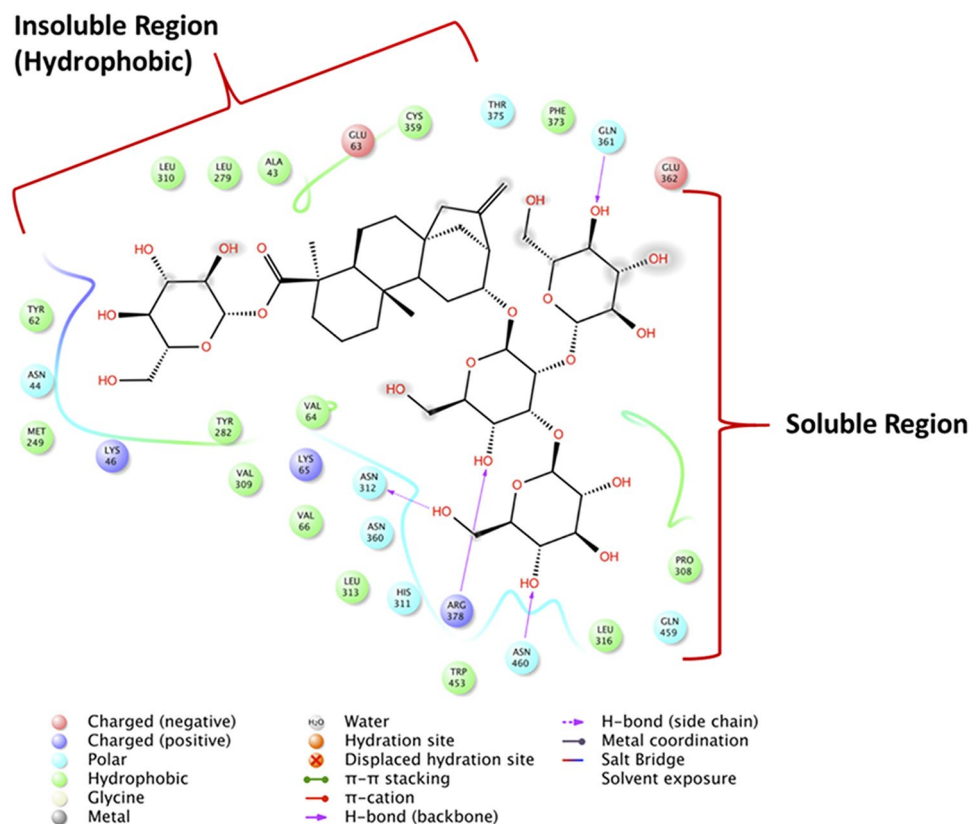 Insoluble Region
(Hydrophobic)
THR
375
PHE
373
GLN
361
GLU
362
CYS
359
GLU
63
ALA
43
LEU
279
LEU
310
OH
OH
OH
OH
O
O
HO
OH
O
O
HO
O
HO
TYR
62
ASN
44
MET
249
LYS
46
TYR
282
VAL
309
VAL
64
LYS
65
VAL
66
ASN
312
ASN
360
LEU
313
HIS
311
ARG
378
TRP
453
ASN
460
LEU
316
GLN
459
PRO
308
O
O
HO
HO
O
O
HO
OH
OH
HO
Soluble Region
Charged (negative)
Charged (positive)
Polar
Hydrophobic
Glycine
Metal
H₂O
Water
Hydration site
Displaced hydration site
π-π stacking
π-cation
H-bond (backbone)
H-bond (side chain)
Metal coordination
Salt Bridge
Solvent exposure